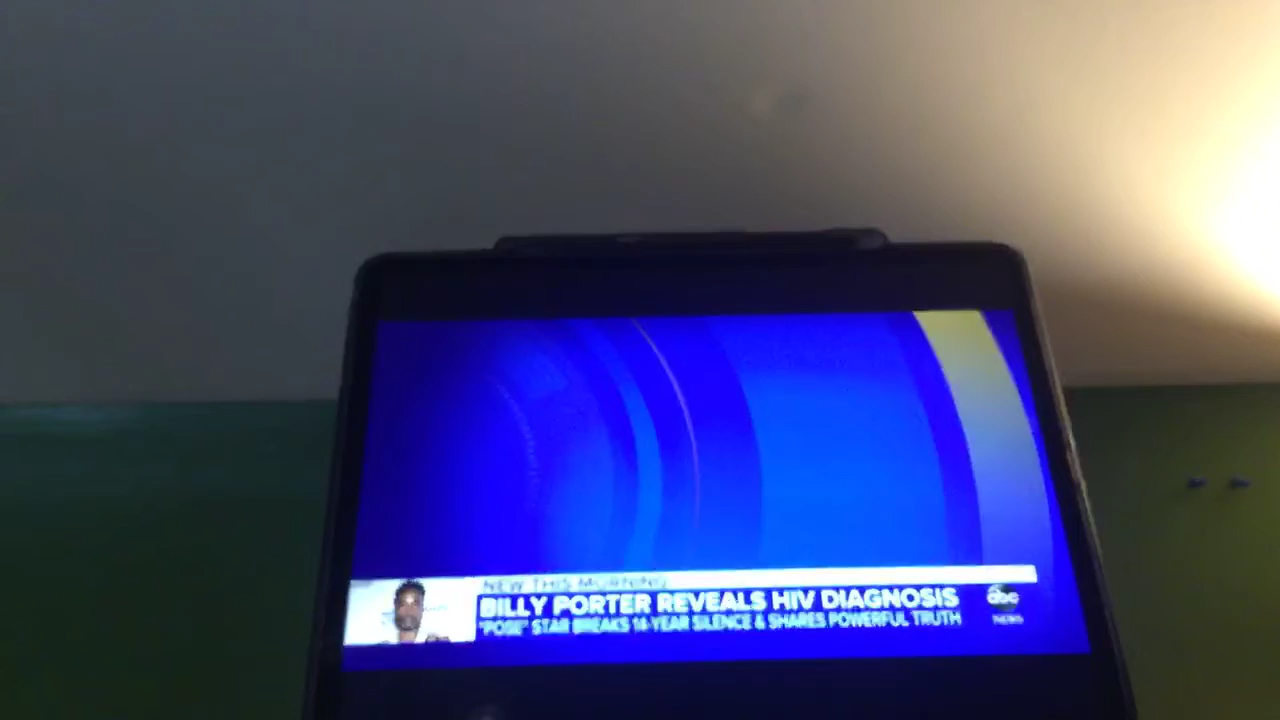 NEW THIS MORNING
BILLY PORTER REVEALS HIV DIAGNOSIS
"POSE" STAR BREAKS 14-YEAR SILENCE & SHARES POWERFUL TRUTH
abc
NEWS